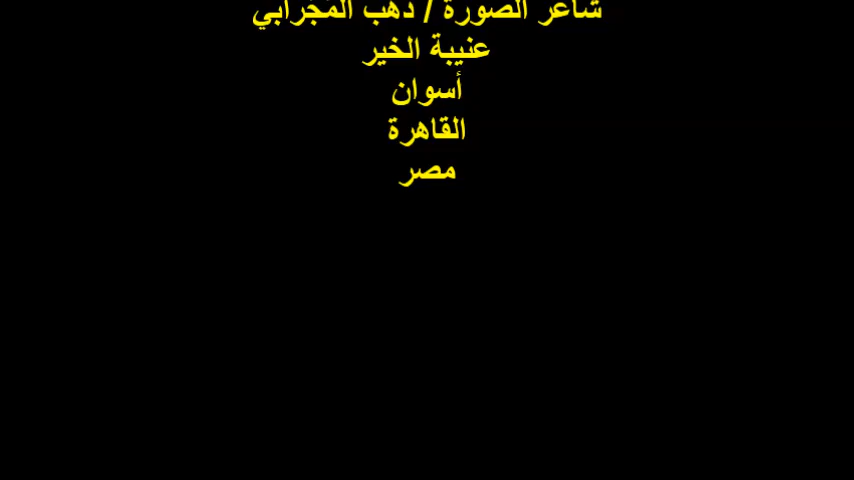 شاعر الصورة / دهب المجرابي
عنيبة الخير
أسوان
القاهرة
مصر